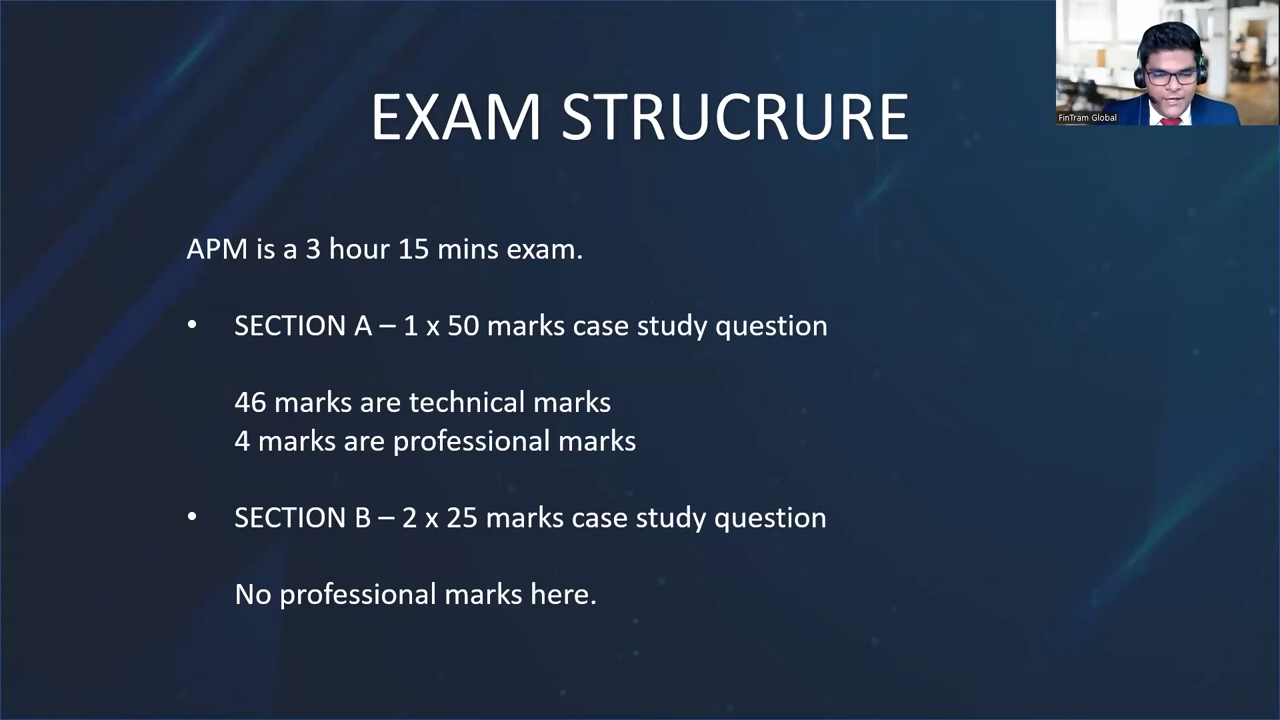 EXAM STRUCRURE
FinTram Global
APM is a 3 hour 15 mins exam.
• SECTION A – 1 x 50 marks case study question
46 marks are technical marks
4 marks are professional marks
• SECTION B – 2 x 25 marks case study question
No professional marks here.